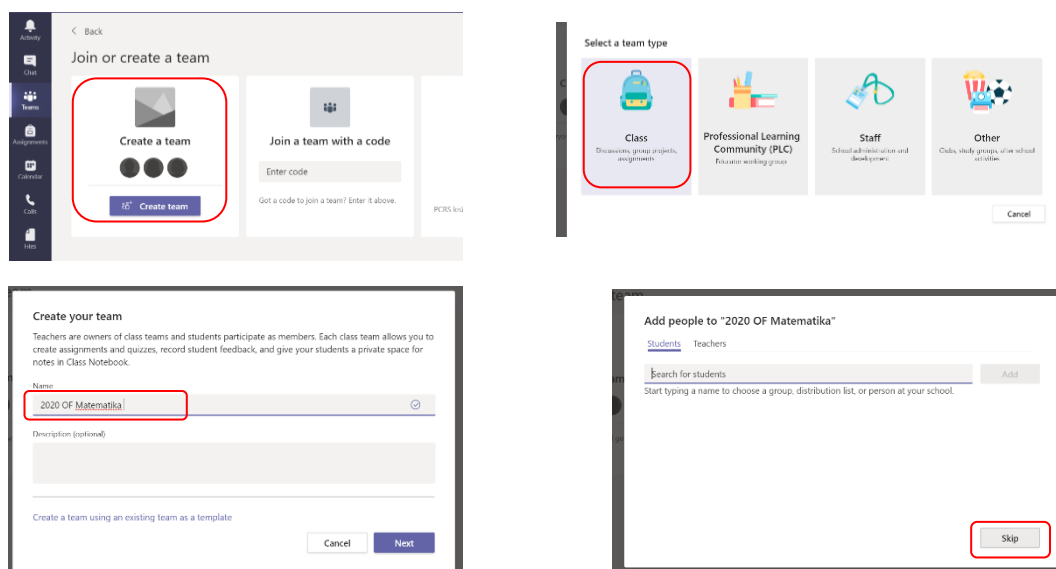 Activity
Chat
Teams
Assignments
Calendar
Calls
Files
< Back
Join or create a team
Create a team
Create team
Join a team with a code
Enter code
Got a code to join a team? Enter it above.
PCRS
Select a team type
Class
Discussions, group projects,
assignments
Professional Learning
Community (PLC)
Educator working group
Staff
School administration and
development
Other
Clubs, study groups, after school
activities
Cancel
Create your team
Teachers are owners of class teams and students participate as members. Each class team allows you to
create assignments and quizzes, record student feedback, and give your students a private space for
notes in Class Notebook.
Name
2020 OF Matematika
Description (optional)
Create a team using an existing team as a template
Cancel
Next
Add people to "2020 OF Matematika"
Students Teachers
Search for students
Add
Start typing a name to choose a group, distribution list, or person at your school.
Skip